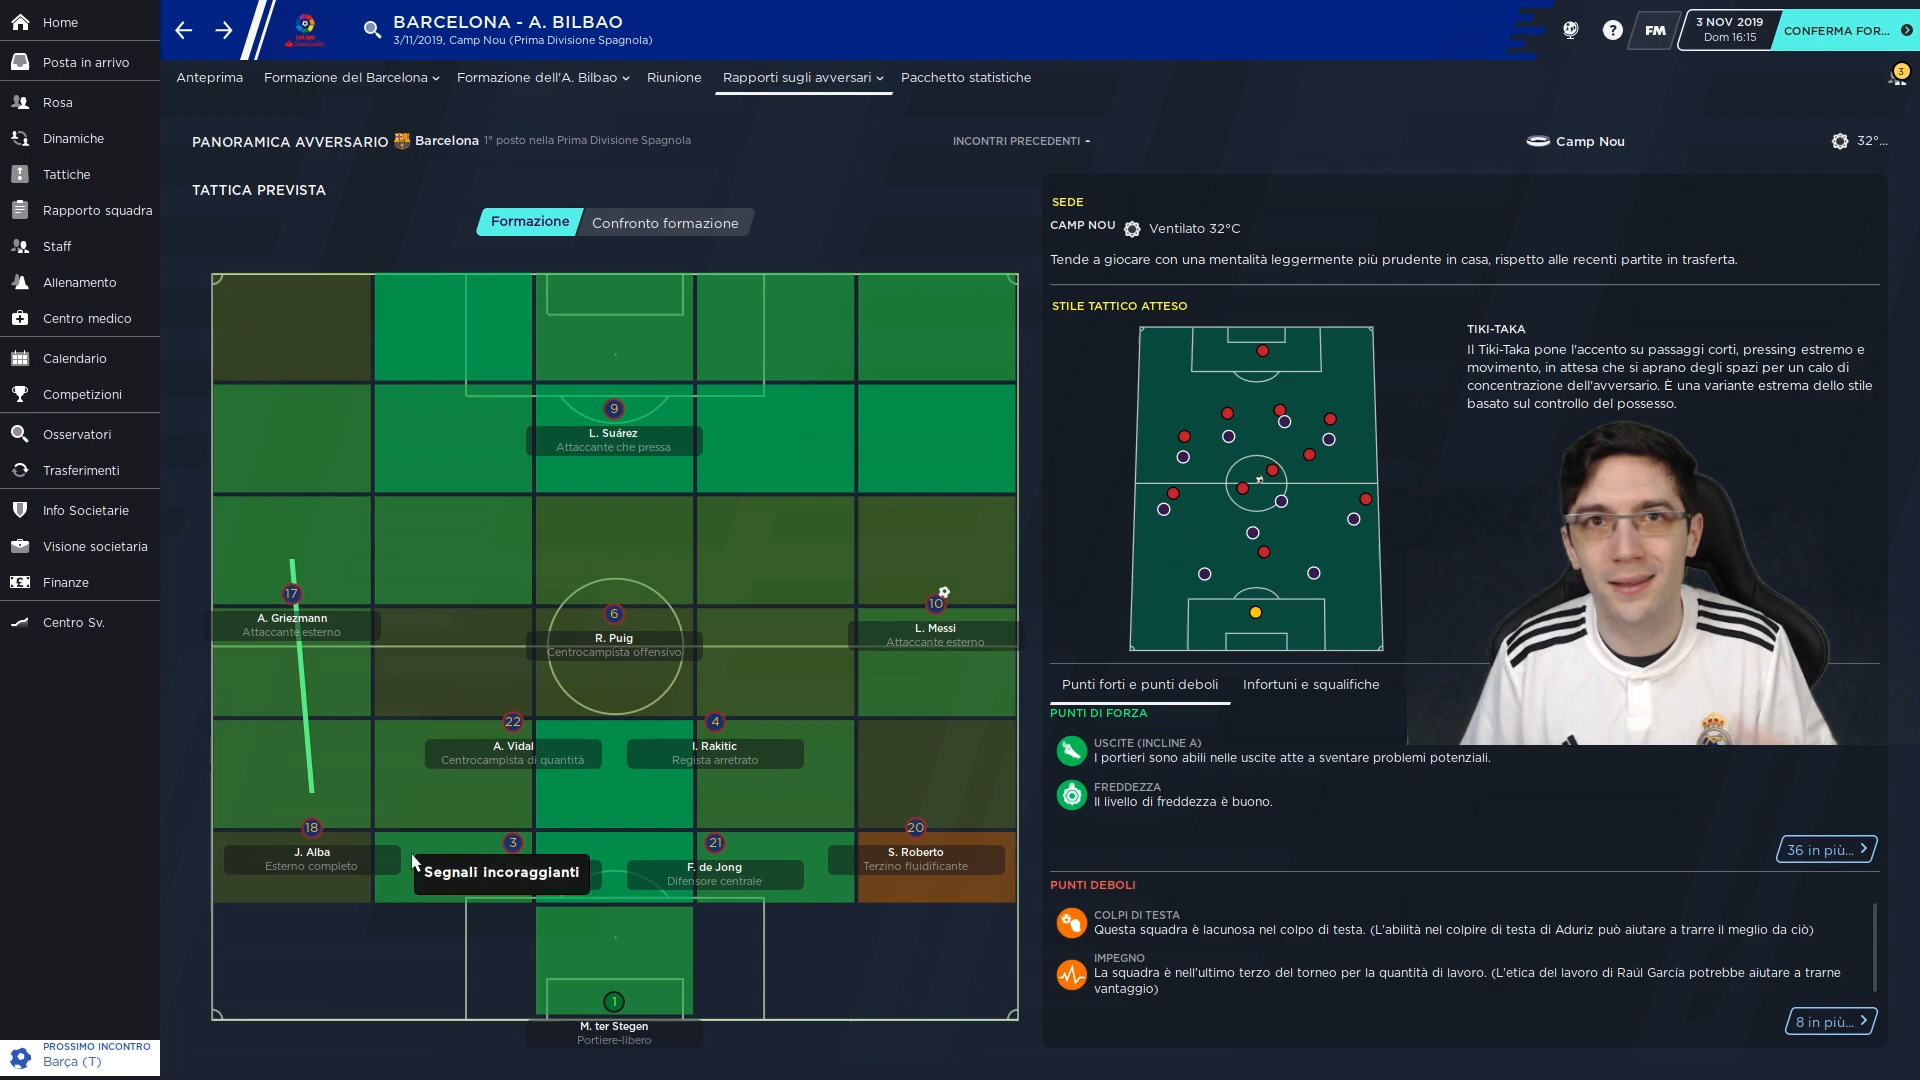 Home
Posta in arrivo
Rosa
Dinamiche
Tattiche
Rapporto squadra
Staff
Allenamento
Centro medico
Calendario
Competizioni
Osservatori
Trasferimenti
Info Societarie
Visione societaria
Finanze
Centro Sv.
PROSSIMO INCONTRO
Barça (T)
LaLiga
Santander
BARCELONA - A. BILBAO
3/11/2019, Camp Nou (Prima Divisione Spagnola)
?
FM
3 NOV 2019
Dom 16:15
CONFERMA FOR...
Anteprima
Formazione del Barcelona
Formazione dell'A. Bilbao
Riunione
Rapporti sugli avversari
Pacchetto statistiche
3
PANORAMICA AVVERSARIO
Barcelona 1° posto nella Prima Divisione Spagnola
INCONTRI PRECEDENTI -
Camp Nou
32°...
TATTICA PREVISTA
Formazione
Confronto formazione
9
L. Suárez
Attaccante che pressa
17
A. Griezmann
Attaccante esterno
6
R. Puig
Centrocampista offensivo
10
L. Messi
Attaccante esterno
22
A. Vidal
Centrocampista di quantità
4
I. Rakitic
Regista arretrato
18
J. Alba
Esterno completo
3
Segnali incoraggianti
21
F. de Jong
Difensore centrale
20
S. Roberto
Terzino fluidificante
1
M. ter Stegen
Portiere-libero
SEDE
CAMP NOU
Ventilato 32°C
Tende a giocare con una mentalità leggermente più prudente in casa, rispetto alle recenti partite in trasferta.
STILE TATTICO ATTESO
TIKI-TAKA
Il Tiki-Taka pone l'accento su passaggi corti, pressing estremo e
movimento, in attesa che si aprano degli spazi per un calo di
concentrazione dell'avversario. È una variante estrema dello stile
basato sul controllo del possesso.
Punti forti e punti deboli
Infortuni e squalifiche
PUNTI DI FORZA
USCITE (INCLINE A)
I portieri sono abili nelle uscite atte a sventare problemi potenziali.
FREDDEZZA
Il livello di freddezza è buono.
36 in più...
PUNTI DEBOLI
COLPI DI TESTA
Questa squadra è lacunosa nel colpo di testa. (L'abilità nel colpire di testa di Aduriz può aiutare a trarre il meglio da ciò)
IMPEGNO
La squadra è nell'ultimo terzo del torneo per la quantità di lavoro. (L'etica del lavoro di Raúl García potrebbe aiutare a trarne
vantaggio)
8 in più...